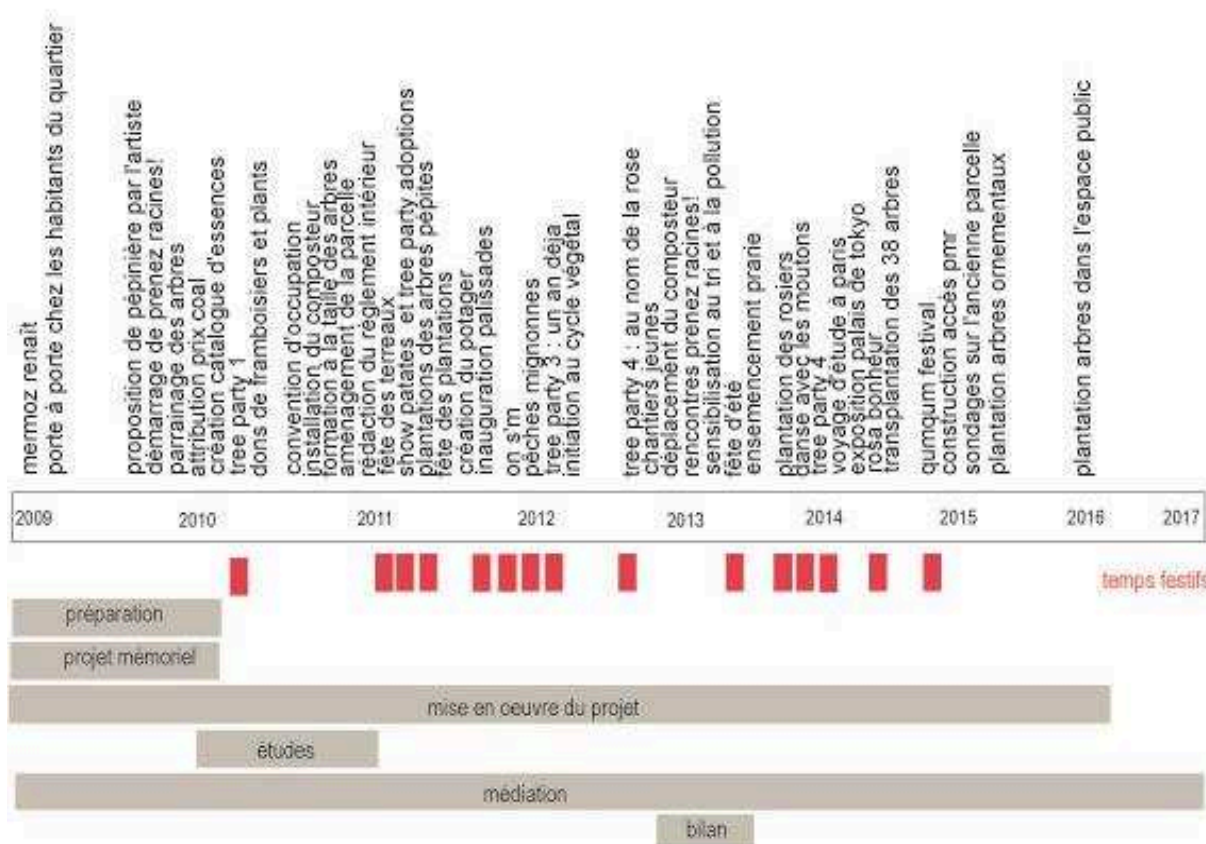 mermoz renaît
porte à porte chez les habitants du quartier
proposition de pépinière par l'artiste
démarrage de prenez racines!
parrainage des arbres
attribution prix coal
création catalogue d'essences
tree party 1
dons de framboisiers et plants
convention d'occupation
installation du composteur
formation à la taille des arbres
aménagement de la parcelle
rédaction du règlement intérieur
fête des terreaux
show patates et tree party adoptions
plantations des arbres pépites
fête des plantations
création du potager
inauguration palissades
on s'm
pêches mignonnes
tree party 3 : un an déja
initiation au cycle végétal
tree party 4 : au nom de la rose
chantiers jeunes
déplacement du composteur
rencontres prenez racines!
sensibilisation au tri et à la pollution
fête d'été
ensemencement prarie
plantation des rosiers
danse avec les moutons
tree party 4
voyage d'étude à paris
exposition palais de tokyo
rosa bonheur
transplantation des 38 arbres
qumqum festival
construction accès pmr
sondages sur l'ancienne parcelle
plantation arbres ornementaux
plantation arbres dans l'espace public
2009 2010 2011 2012 2013 2014 2015 2016 2017
temps festifs
préparation
projet mémoriel
mise en oeuvre du projet
études
médiation
bilan